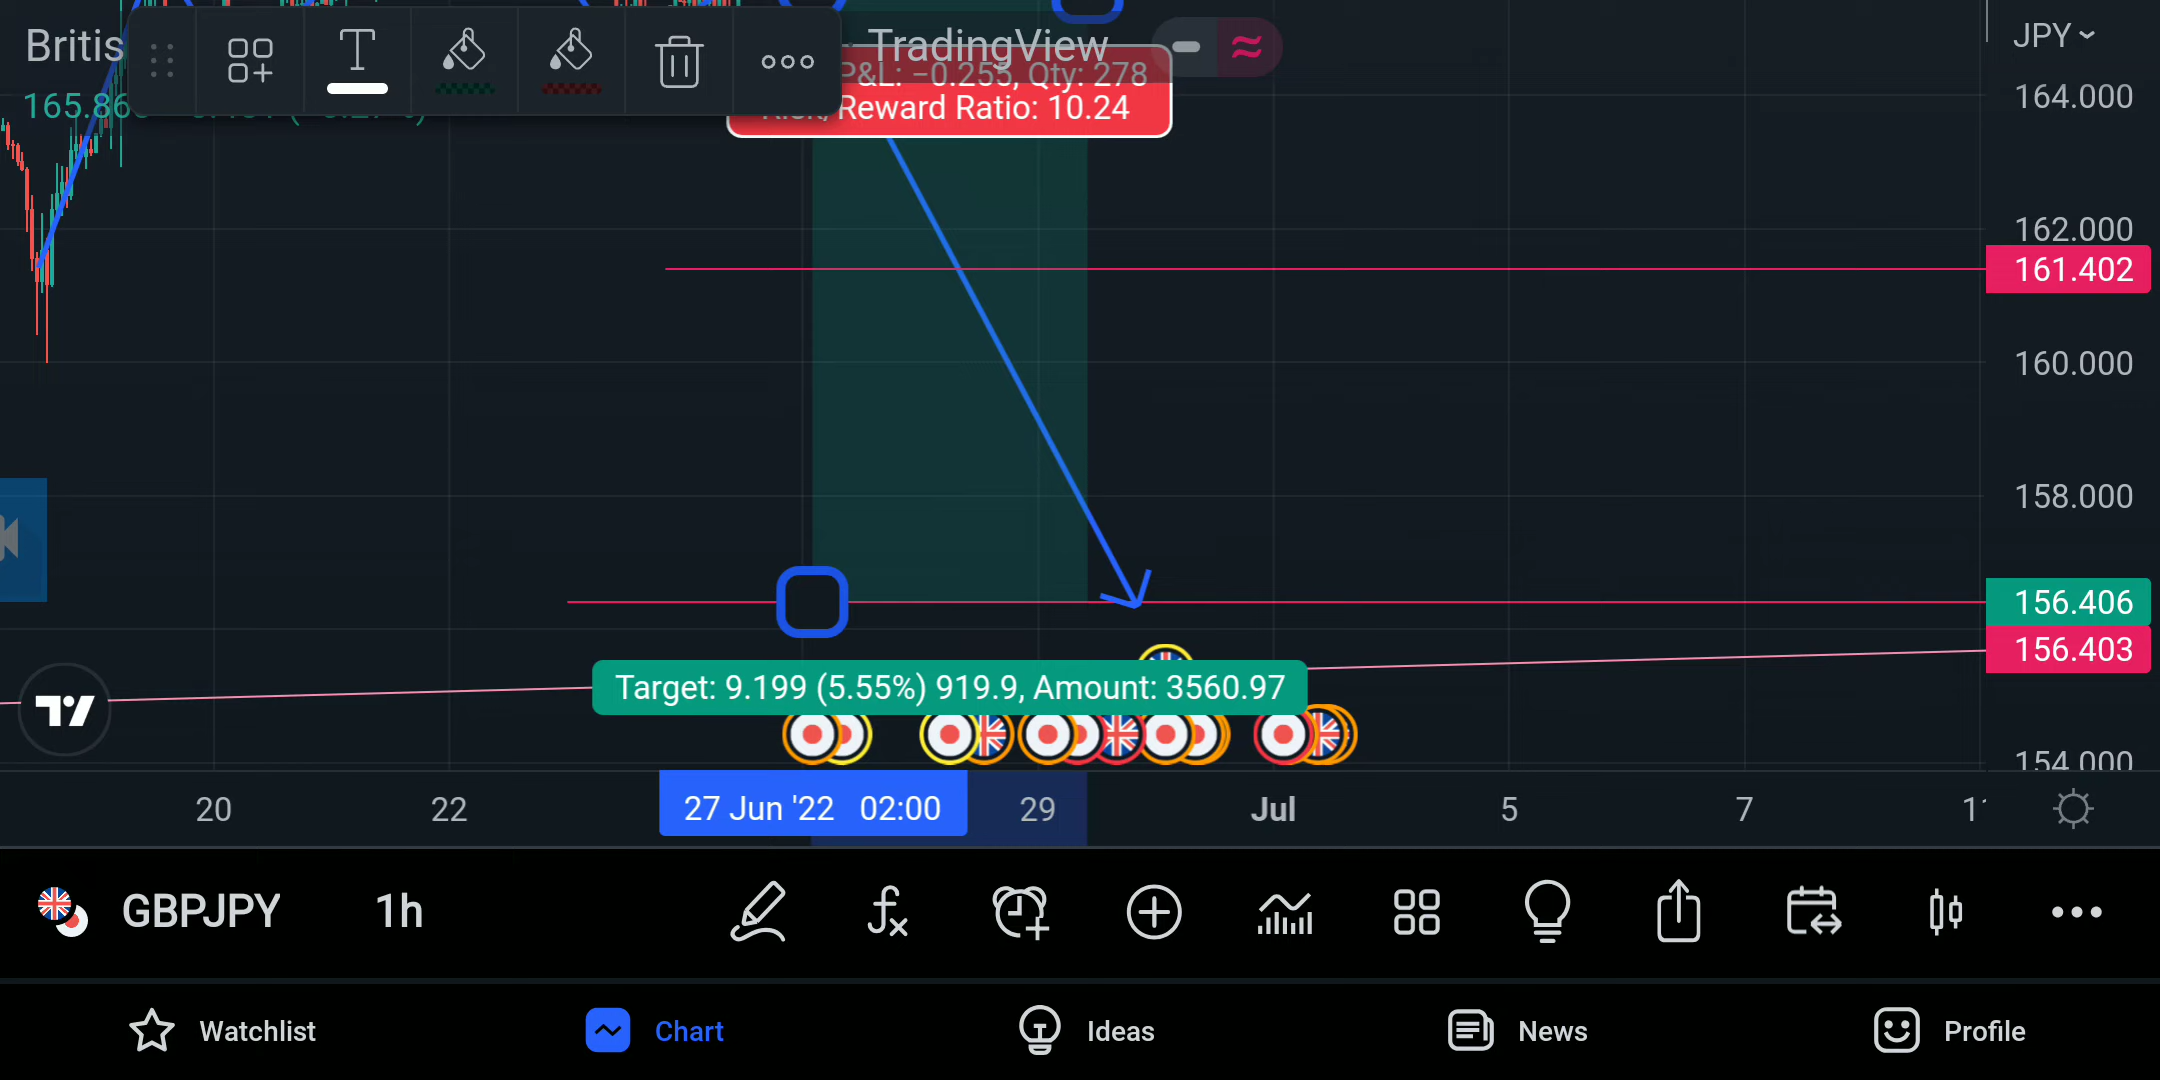 Britis
TradingView
JPY
P&L: −0.255, Qty: 278
Reward Ratio: 10.24
165.86
164.000
162.000
161.402
160.000
158.000
156.406
156.403
154.000
Target: 9.199 (5.55%) 919.9, Amount: 3560.97
20
22
27 Jun '22 02:00
29
Jul
5
7
GBPJPY
1h
Watchlist
Chart
Ideas
News
Profile